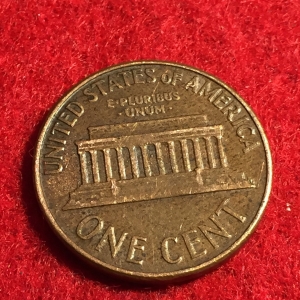 UNITED STATES OF AMERICA
E·PLURIBUS
·UNUM·
ONE CENT